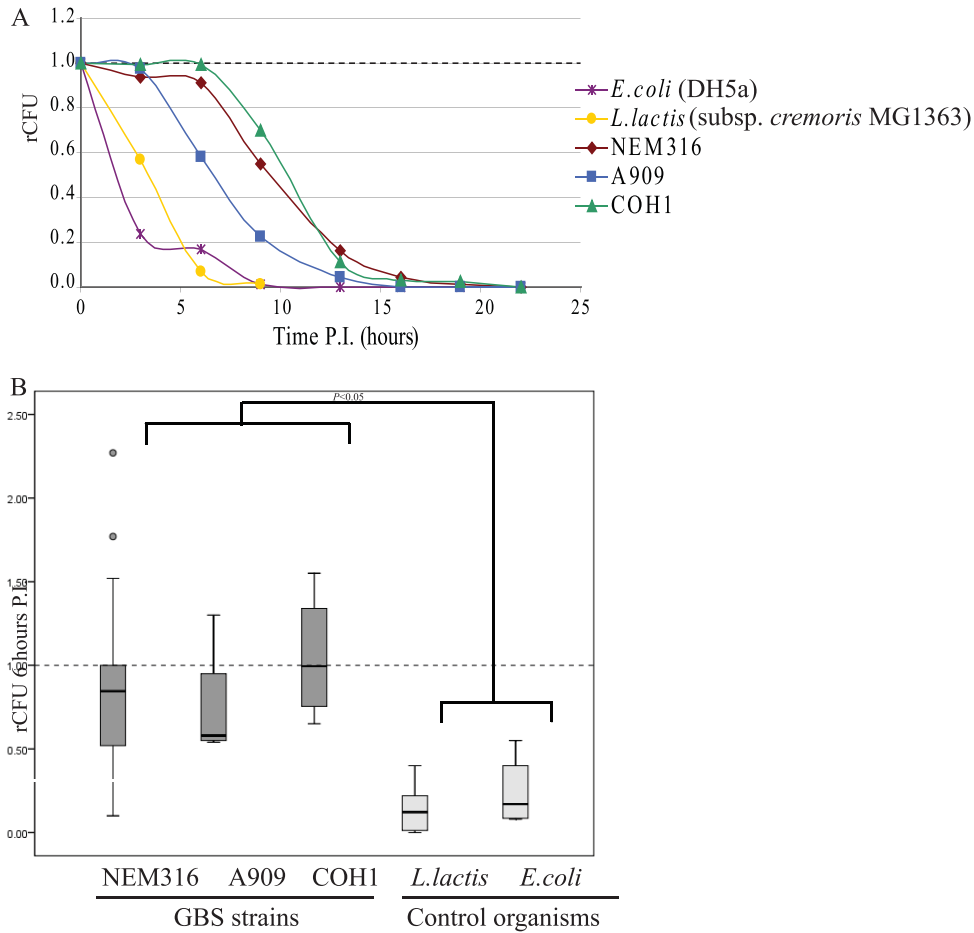 A
1.2
1.0
0.8
0.6
0.4
0.2
0.0
rCFU
0 5 10 15 20 25
Time P.I. (hours)
E.coli (DH5a)
L.lactis (subsp. cremoris MG1363)
NEM316
A909
COH1
B
P<0.05
2.50
2.00
1.50
1.00
0.50
0.00
rCFU 6 hours P.I.
NEM316 A909 COH1 L.lactis E.coli
GBS strains Control organisms